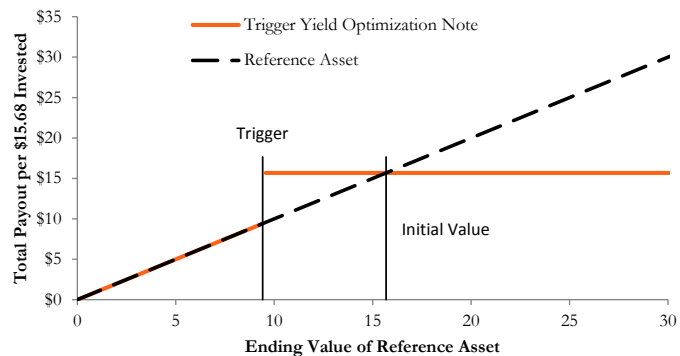 Trigger Yield Optimization Note
Reference Asset
Total Payout per $15.68 Invested
$35
$30
$25
$20
$15
$10
$5
$0
Trigger
Initial Value
0
5
10
15
20
25
30
Ending Value of Reference Asset